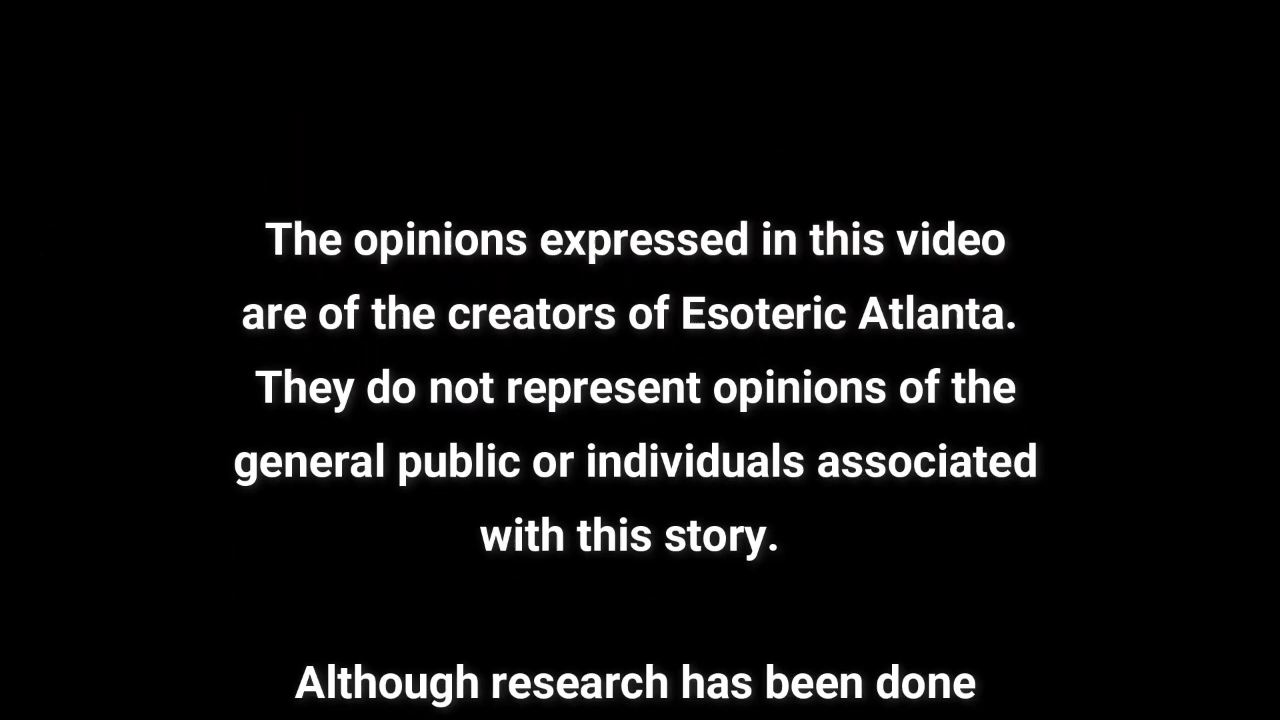 The opinions expressed in this video
are of the creators of Esoteric Atlanta.
They do not represent opinions of the
general public or individuals associated
with this story.
Although research has been done